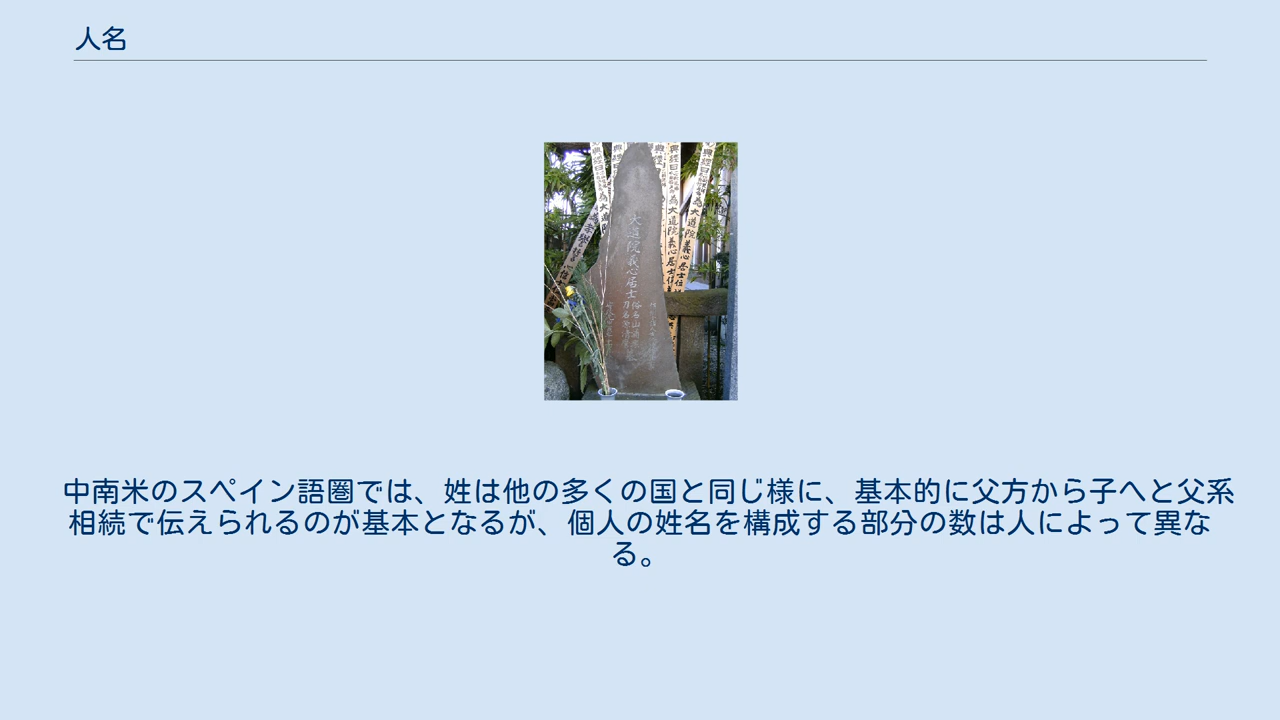 人名
大道院義心居士
中南米のスペイン語圏では、姓は他の多くの国と同じ様に、基本的に父方から子へと父系
相続で伝えられるのが基本となるが、個人の姓名を構成する部分の数は人によって異な
る。